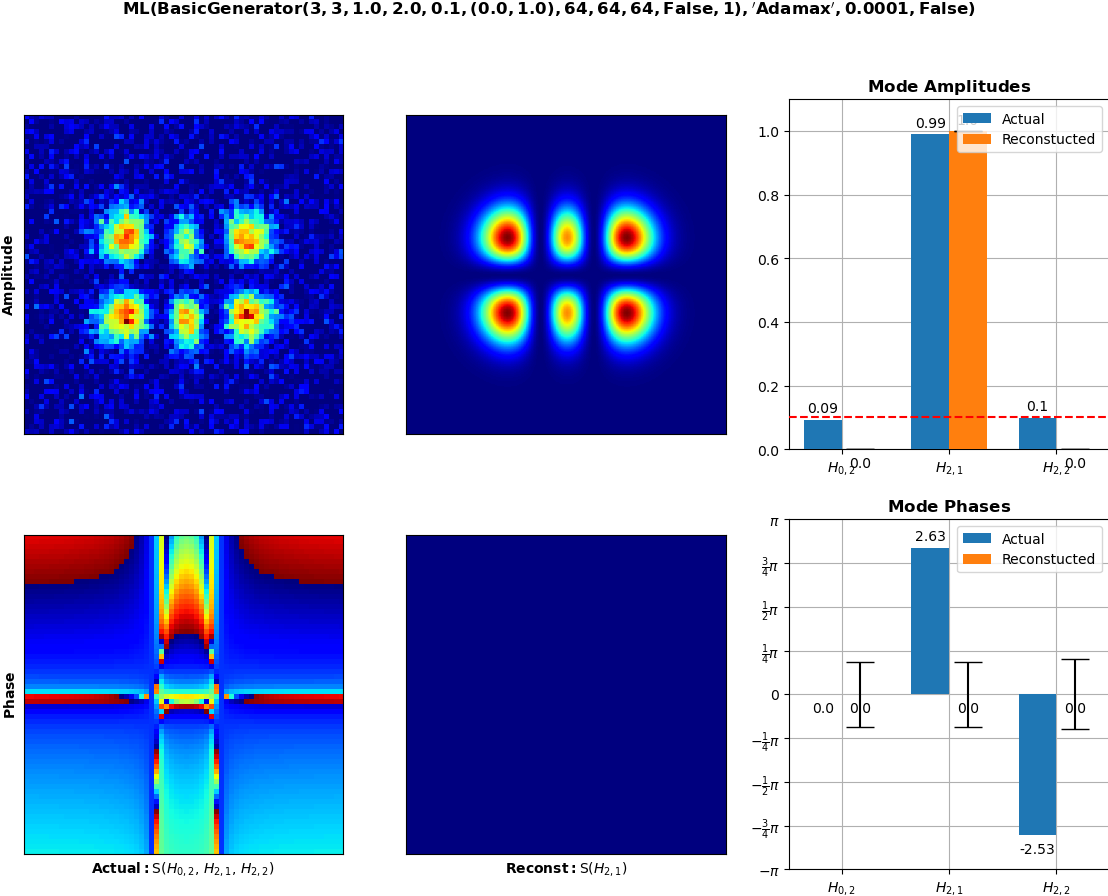 ML(BasicGenerator(3, 3, 1.0, 2.0, 0.1, (0.0, 1.0), 64, 64, 64, False, 1), ′Adamax′, 0.0001, False)
Amplitude
Mode Amplitudes
Actual
Reconstucted
1.0
0.8
0.6
0.4
0.2
0.0
0.99
0.09
0.0
0.1
0.0
H0,2
H2,1
H2,2
Phase
Actual: S(H0,2, H2,1, H2,2)
Reconst: S(H2,1)
Mode Phases
Actual
Reconstucted
π
3/4π
1/2π
1/4π
0
−1/4π
−1/2π
−3/4π
−π
2.63
0.0
0.0
0.0
0.0
-2.53
H0,2
H2,1
H2,2